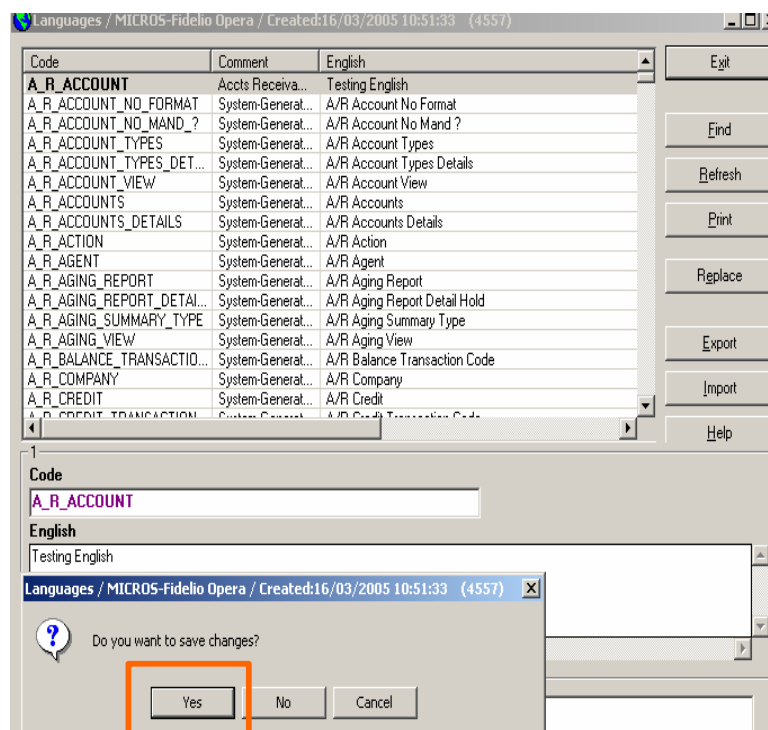 Languages / MICROS-Fidelio Opera / Created:16/03/2005 10:51:33 (4557)
Code Comment English
A_R_ACCOUNT Accts Receiva... Testing English
A_R_ACCOUNT_NO_FORMAT System-Generat... A/R Account No Format
A_R_ACCOUNT_NO_MAND_? System-Generat... A/R Account No Mand ?
A_R_ACCOUNT_TYPES System-Generat... A/R Account Types
A_R_ACCOUNT_TYPES_DET... System-Generat... A/R Account Types Details
A_R_ACCOUNT_VIEW System-Generat... A/R Account View
A_R_ACCOUNTS System-Generat... A/R Accounts
A_R_ACCOUNTS_DETAILS System-Generat... A/R Accounts Details
A_R_ACTION System-Generat... A/R Action
A_R_AGENT System-Generat... A/R Agent
A_R_AGING_REPORT System-Generat... A/R Aging Report
A_R_AGING_REPORT_DETAI... System-Generat... A/R Aging Report Detail Hold
A_R_AGING_SUMMARY_TYPE System-Generat... A/R Aging Summary Type
A_R_AGING_VIEW System-Generat... A/R Aging View
A_R_BALANCE_TRANSACTIO... System-Generat... A/R Balance Transaction Code
A_R_COMPANY System-Generat... A/R Company
A_R_CREDIT System-Generat... A/R Credit
A_R_CREDIT_TRANSACTION System-Generat... A/R Credit Transaction Code
Exit
Find
Refresh
Print
Replace
Export
Import
Help
1
Code
A_R_ACCOUNT
English
Testing English
Languages / MICROS-Fidelio Opera / Created:16/03/2005 10:51:33 (4557)
Do you want to save changes?
Yes No Cancel